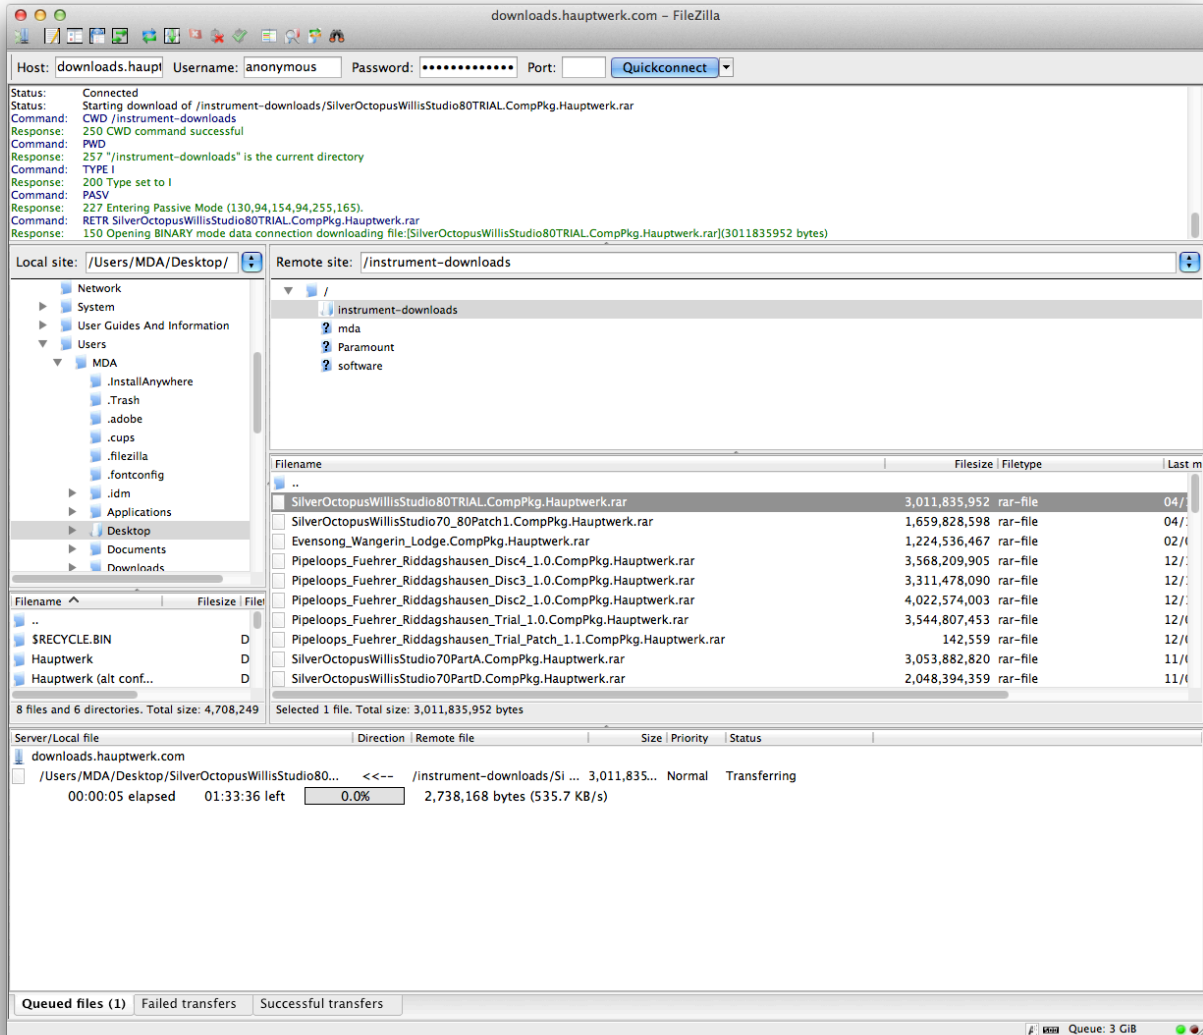 downloads.hauptwerk.com – FileZilla
Host: downloads.haupt Username: anonymous Password: ••••••••••••• Port: Quickconnect
Status: Connected
Status: Starting download of /instrument-downloads/SilverOctopusWillisStudio80TRIAL.CompPkg.Hauptwerk.rar
Command: CWD /instrument-downloads
Response: 250 CWD command successful
Command: PWD
Response: 257 "/instrument-downloads" is the current directory
Command: TYPE I
Response: 200 Type set to I
Command: PASV
Response: 227 Entering Passive Mode (130,94,154,94,255,165).
Command: RETR SilverOctopusWillisStudio80TRIAL.CompPkg.Hauptwerk.rar
Response: 150 Opening BINARY mode data connection downloading file:[SilverOctopusWillisStudio80TRIAL.CompPkg.Hauptwerk.rar](3011835952 bytes)
Local site: /Users/MDA/Desktop/
Network
System
User Guides And Information
Users
MDA
.InstallAnywhere
.Trash
.adobe
.cups
.filezilla
.fontconfig
.idm
Applications
Desktop
Documents
Downloads
Filename Filesize Filet
..
$RECYCLE.BIN D
Hauptwerk D
Hauptwerk (alt conf... D
8 files and 6 directories. Total size: 4,708,249
Remote site: /instrument-downloads
/
instrument-downloads
? mda
? Paramount
? software
Filename Filesize Filetype Last m
..
SilverOctopusWillisStudio80TRIAL.CompPkg.Hauptwerk.rar 3,011,835,952 rar-file 04/
SilverOctopusWillisStudio70_80Patch1.CompPkg.Hauptwerk.rar 1,659,828,598 rar-file 04/
Evensong_Wangerin_Lodge.CompPkg.Hauptwerk.rar 1,224,536,467 rar-file 02/
Pipeloops_Fuehrer_Riddagshausen_Disc4_1.0.CompPkg.Hauptwerk.rar 3,568,209,905 rar-file 12/
Pipeloops_Fuehrer_Riddagshausen_Disc3_1.0.CompPkg.Hauptwerk.rar 3,311,478,090 rar-file 12/
Pipeloops_Fuehrer_Riddagshausen_Disc2_1.0.CompPkg.Hauptwerk.rar 4,022,574,003 rar-file 12/
Pipeloops_Fuehrer_Riddagshausen_Trial_1.0.CompPkg.Hauptwerk.rar 3,544,807,453 rar-file 12/
Pipeloops_Fuehrer_Riddagshausen_Trial_Patch_1.1.CompPkg.Hauptwerk.rar 142,559 rar-file 12/
SilverOctopusWillisStudio70PartA.CompPkg.Hauptwerk.rar 3,053,882,820 rar-file 11/
SilverOctopusWillisStudio70PartD.CompPkg.Hauptwerk.rar 2,048,394,359 rar-file 11/
Selected 1 file. Total size: 3,011,835,952 bytes
Server/Local file Direction Remote file Size Priority Status
downloads.hauptwerk.com
/Users/MDA/Desktop/SilverOctopusWillisStudio80... <<-- /instrument-downloads/Si ... 3,011,835... Normal Transferring
00:00:05 elapsed 01:33:36 left 0.0% 2,738,168 bytes (535.7 KB/s)
Queued files (1) Failed transfers Successful transfers
Queue: 3 GiB